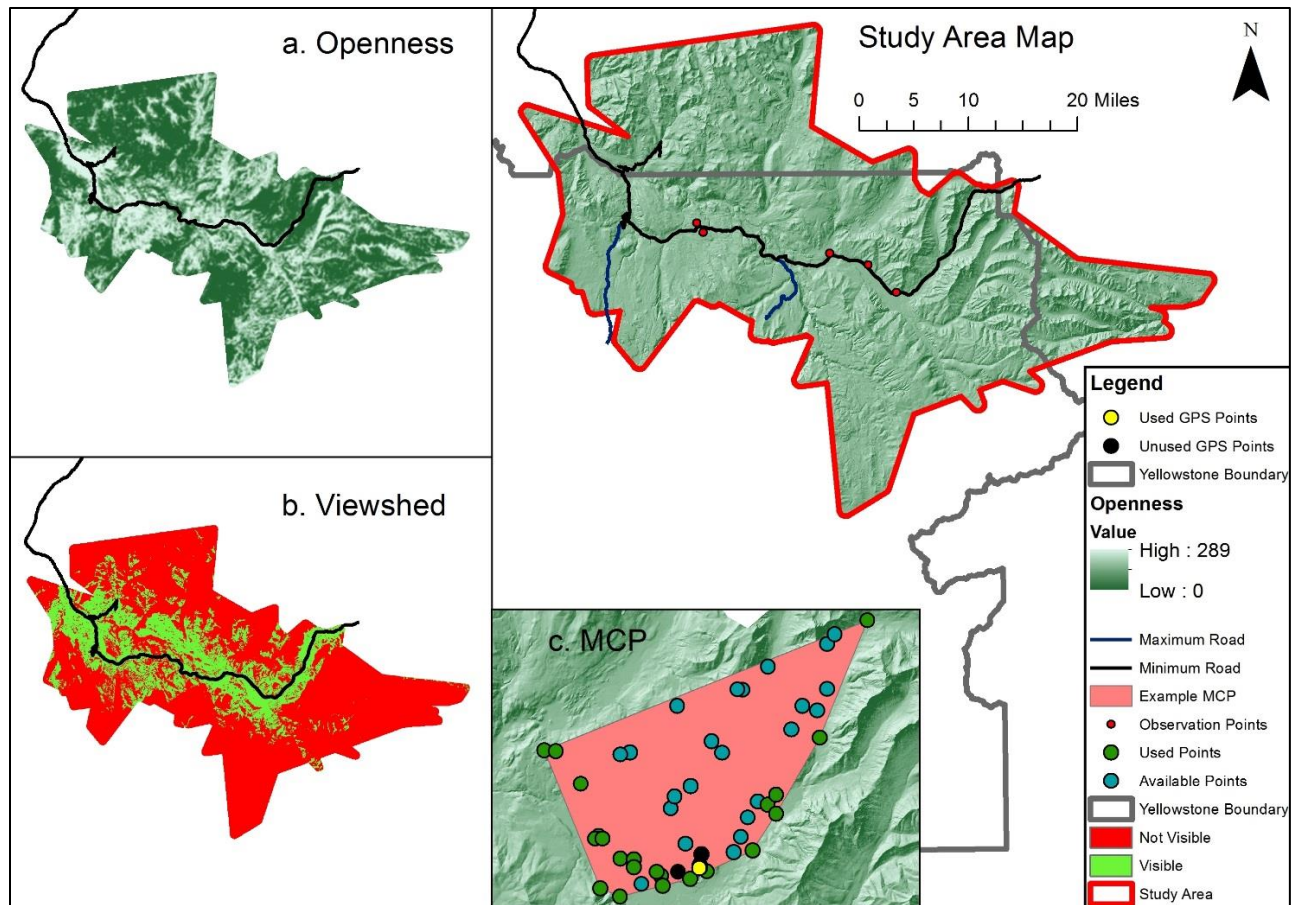 a. Openness
Study Area Map
N
0 5 10 20 Miles
b. Viewshed
c. MCP
Legend
Used GPS Points
Unused GPS Points
Yellowstone Boundary
Openness
Value
High : 289
Low : 0
Maximum Road
Minimum Road
Example MCP
Observation Points
Used Points
Available Points
Yellowstone Boundary
Not Visible
Visible
Study Area